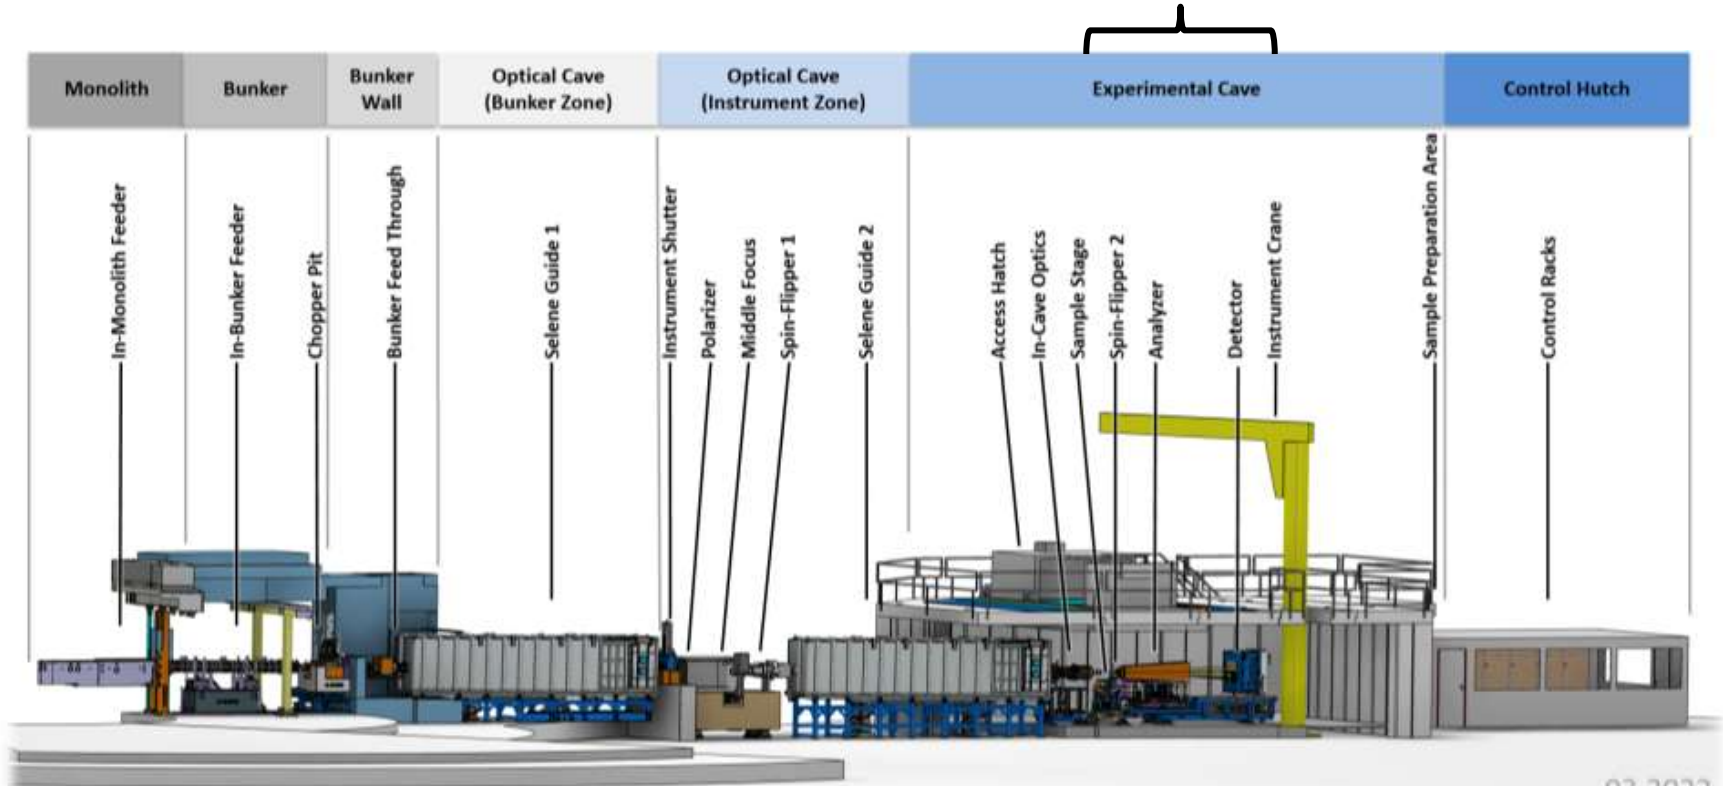 Monolith
Bunker
Bunker
Wall
Optical Cave
(Bunker Zone)
Optical Cave
(Instrument Zone)
Experimental Cave
Control Hutch
In-Monolith Feeder
In-Bunker Feeder
Chopper Pit
Bunker Feed Through
Selene Guide 1
Instrument Shutter
Polarizer
Middle Focus
Spin-Flipper 1
Selene Guide 2
Access Hatch
In-Cave Optics
Sample Stage
Spin-Flipper 2
Analyzer
Detector
Instrument Crane
Sample Preparation Area
Control Racks